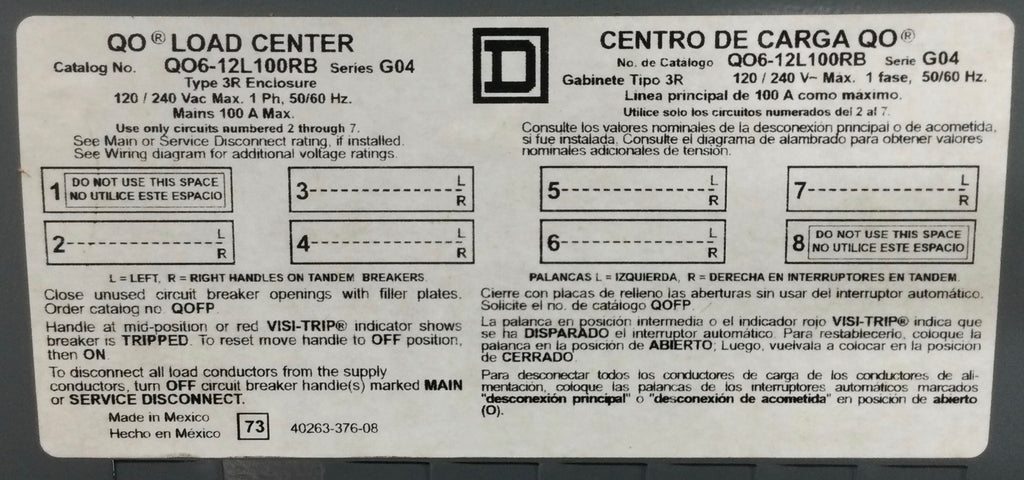 QO® LOAD CENTER
Catalog No. QO6-12L100RB Series G04
Type 3R Enclosure
120 / 240 Vac Max. 1 Ph, 50/60 Hz.
Mains 100 A Max.
Use only circuits numbered 2 through 7.
See Main or Service Disconnect rating, if installed.
See Wiring diagram for additional voltage ratings.
D
CENTRO DE CARGA QO®
No. de Catálogo QO6-12L100RB Serie G04
Gabinete Tipo 3R 120 / 240 V~ Max. 1 fase, 50/60 Hz.
Linea principal de 100 A como máximo.
Utilice solo los circuitos numerados del 2 al 7.
Consulte los valores nominales de la desconexión principal o de acometida,
si fue instalada. Consulte el diagrama de alambrado para obtener valores
nominales adicionales de tensión.
1 DO NOT USE THIS SPACE
NO UTILICE ESTE ESPACIO
3 L
R
5 L
R
7 L
R
2 L
R
4 L
R
6 L
R
8 DO NOT USE THIS SPACE
NO UTILICE ESTE ESPACIO
L = LEFT, R = RIGHT HANDLES ON TANDEM BREAKERS.
PALANCAS L = IZQUIERDA, R = DERECHA EN INTERRUPTORES EN TANDEM.
Close unused circuit breaker openings with filler plates.
Order catalog no. QOFP.
Handle at mid-position or red VISI-TRIP® indicator shows
breaker is TRIPPED. To reset move handle to OFF position,
then ON.
To disconnect all load conductors from the supply
conductors, turn OFF circuit breaker handle(s) marked MAIN
or SERVICE DISCONNECT.
Made in Mexico
Hecho en México
73
40263-376-08
Cierre con placas de relleno las aberturas sin usar del interruptor automático.
Solicite el no. de catálogo QOFP.
La palanca en posición intermedia o el indicador rojo VISI-TRIP® indica que
se ha DISPARADO el interruptor automático. Para restablecerlo, coloque la
palanca en la posición de ABIERTO; Luego, vuelvala a colocar en la posición
de CERRADO.
Para desconectar todos los conductores de carga de los conductores de ali-
mentación, coloque las palancas de los interruptores automáticos marcados
"desconexión principal" o "desconexión de acometida" en posición de abierto
(O).